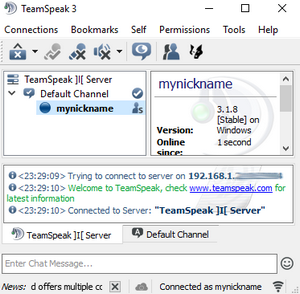 TeamSpeak 3
Connections Bookmarks Self Permissions Tools Help
TeamSpeak ]I[ Server
Default Channel
mynickname
mynickname
3.1.8
[Stable] on
Version: Windows
Online 1 second
since:
<23:29:09> Trying to connect to server on 192.168.1.
<23:29:10> Welcome to TeamSpeak, check www.teamspeak.com for
latest information
<23:29:10> Connected to Server: "TeamSpeak ]I[ Server"
TeamSpeak ]I[ Server Default Channel
Enter Chat Message...
News: d offers multiple co Connected as mynickname